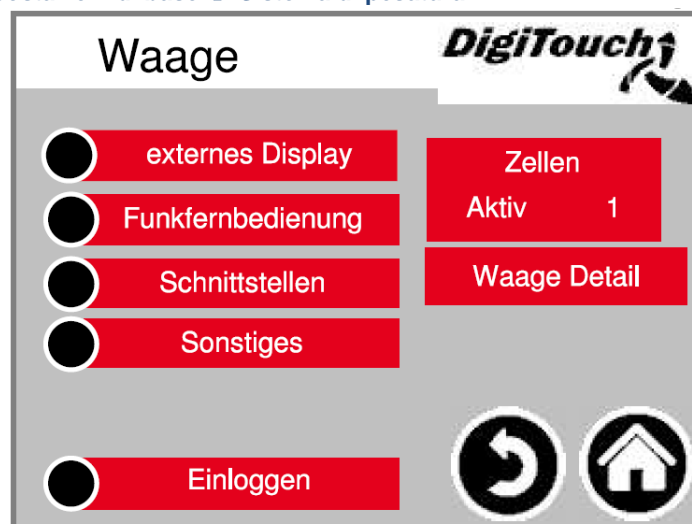 Waage
DigiTouch
externes Display
Funkfernbedienung
Schnittstellen
Sonstiges
Einloggen
Zellen
Aktiv 1
Waage Detail